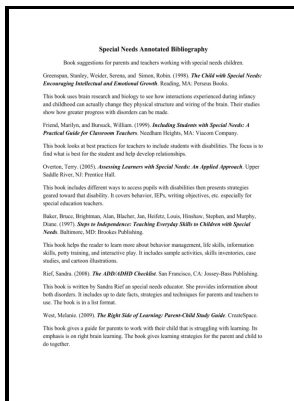 Special Needs Annotated Bibliography
Book suggestions for parents and teachers working with special needs children.
Greenspan, Stanley, Weider, Serena, and Simon, Robin. (1998). The Child with Special Needs:
Encouraging Intellectual and Emotional Growth. Reading, MA: Perseus Books.
This book uses brain research and biology to see how interactions experienced during infancy
and childhood can actually change they physical structure and wiring of the brain. Their studies
show how greater progress with disorders can be made.
Friend, Marilyn, and Bursuck, William. (1999). Including Students with Special Needs: A
Practical Guide for Classroom Teachers. Needham Heights, MA: Viacom Company.
This book looks at best practices for teachers to include students with disabilities. The focus is to
find what is best for the student and help develop relationships.
Overton, Terry. (2005). Assessing Learners with Special Needs: An Applied Approach. Upper
Saddle River, NJ: Prentice Hall.
This book includes different ways to access pupils with disabilities then presents strategies
geared toward that disability. It covers behavior, IEPs, writing objectives, etc. especially for
special education teachers.
Baker, Bruce, Brightman, Alan, Blacher, Jan, Heifetz, Louis, Hinshaw, Stephen, and Murphy,
Diane. (1997). Steps to Independence: Teaching Everyday Skills to Children with Special
Needs. Baltimore, MD: Brookes Publishing.
This book helps the reader to learn more about behavior management, life skills, information
skills, potty training, and interactive play. It includes sample activities, skills inventories, case
studies, and cartoon illustrations.
Rief, Sandra. (2008). The ADD/ADHD Checklist. San Francisco, CA: Jossey-Bass Publishing.
This book is written by Sandra Rief an special needs educator. She provides information about
both disorders. It includes up to date facts, strategies and techniques for parents and teachers to
use. The book is in a list format.
West, Melanie. (2009). The Right Side of Learning: Parent-Child Study Guide. CreateSpace.
This book gives a guide for parents to work with their child that is struggling with learning. Its
emphasis is on right brain learning. The book gives learning strategies for the parent and child to
do together.